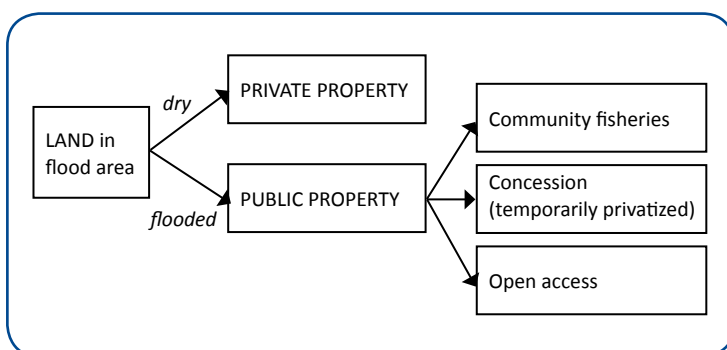 LAND in
flood area
dry
flooded
PRIVATE PROPERTY
PUBLIC PROPERTY
Community fisheries
Concession
(temporarily privatized)
Open access